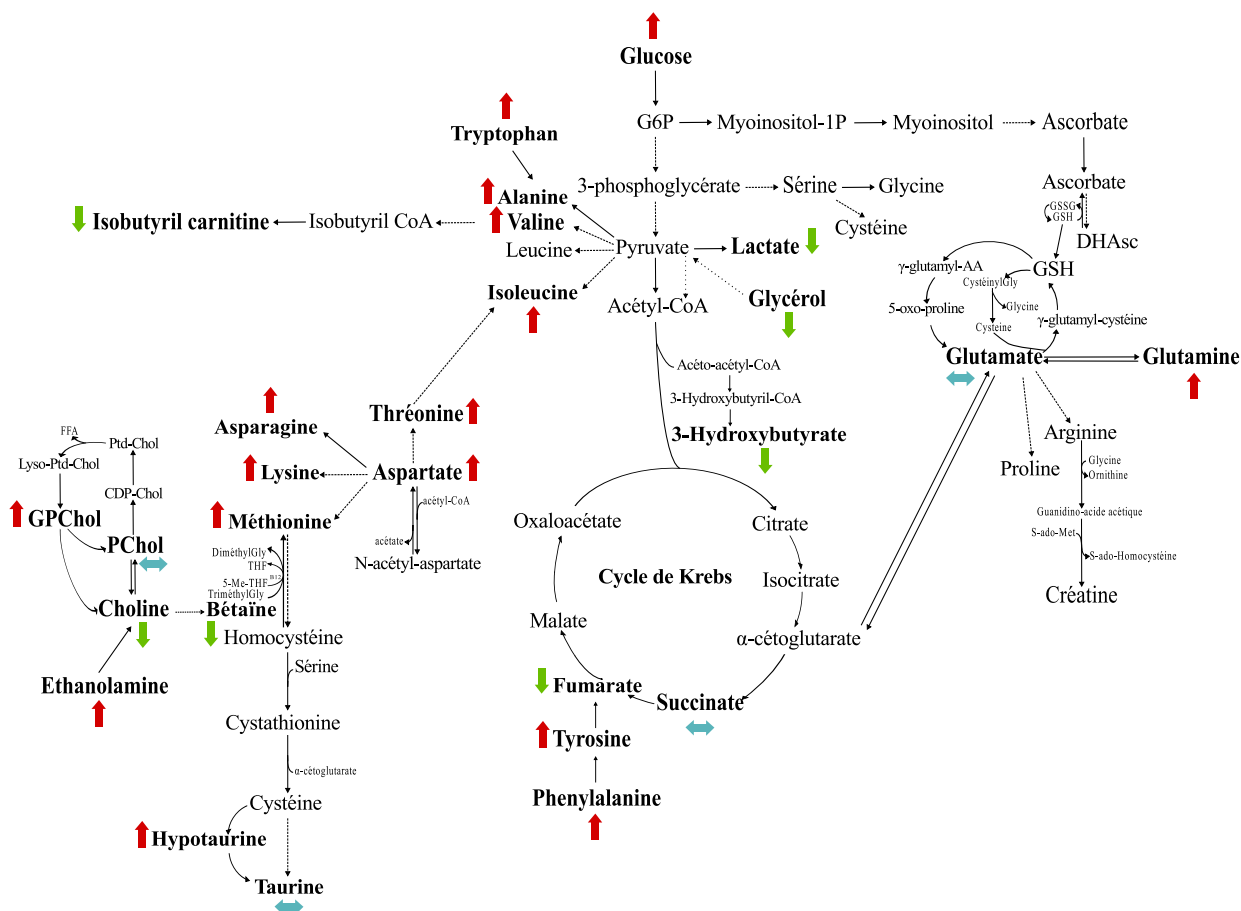 Glucose
G6P
Myoinositol-1P
Myoinositol
Ascorbate
Tryptophan
3-phosphoglycérate
Sérine
Glycine
Ascorbate
Alanine
GSSG
GSH
Isobutyril carnitine
Isobutyril CoA
Valine
Cystéine
DHAsc
Leucine
Pyruvate
Lactate
γ-glutamyl-AA
GSH
CystéinylGly
Isoleucine
Acétyl-CoA
Glycérol
5-oxo-proline
Glycine
Cysteine
γ-glutamyl-cystéine
Glutamate
Glutamine
Acéto-acétyl-CoA
3-Hydroxybutyril-CoA
Thréonine
Asparagine
3-Hydroxybutyrate
Arginine
FFA
Ptd-Chol
Lyso-Ptd-Chol
Lysine
Aspartate
Proline
Glycine
Ornithine
CDP-Chol
acétyl-CoA
GPChol
Méthionine
Oxaloacétate
Citrate
Guanidino-acide acétique
S-ado-Met
PChol
acétate
DiméthylGly
N-acétyl-aspartate
S-ado-Homocystéine
THF
Cycle de Krebs
Isocitrate
B12
5-Me-THF
TriméthylGly
Créatine
Choline
Bétaïne
Malate
Homocystéine
α-cétoglutarate
Sérine
Ethanolamine
Fumarate
Succinate
Cystathionine
Tyrosine
α-cétoglutarate
Phenylalanine
Cystéine
Hypotaurine
Taurine